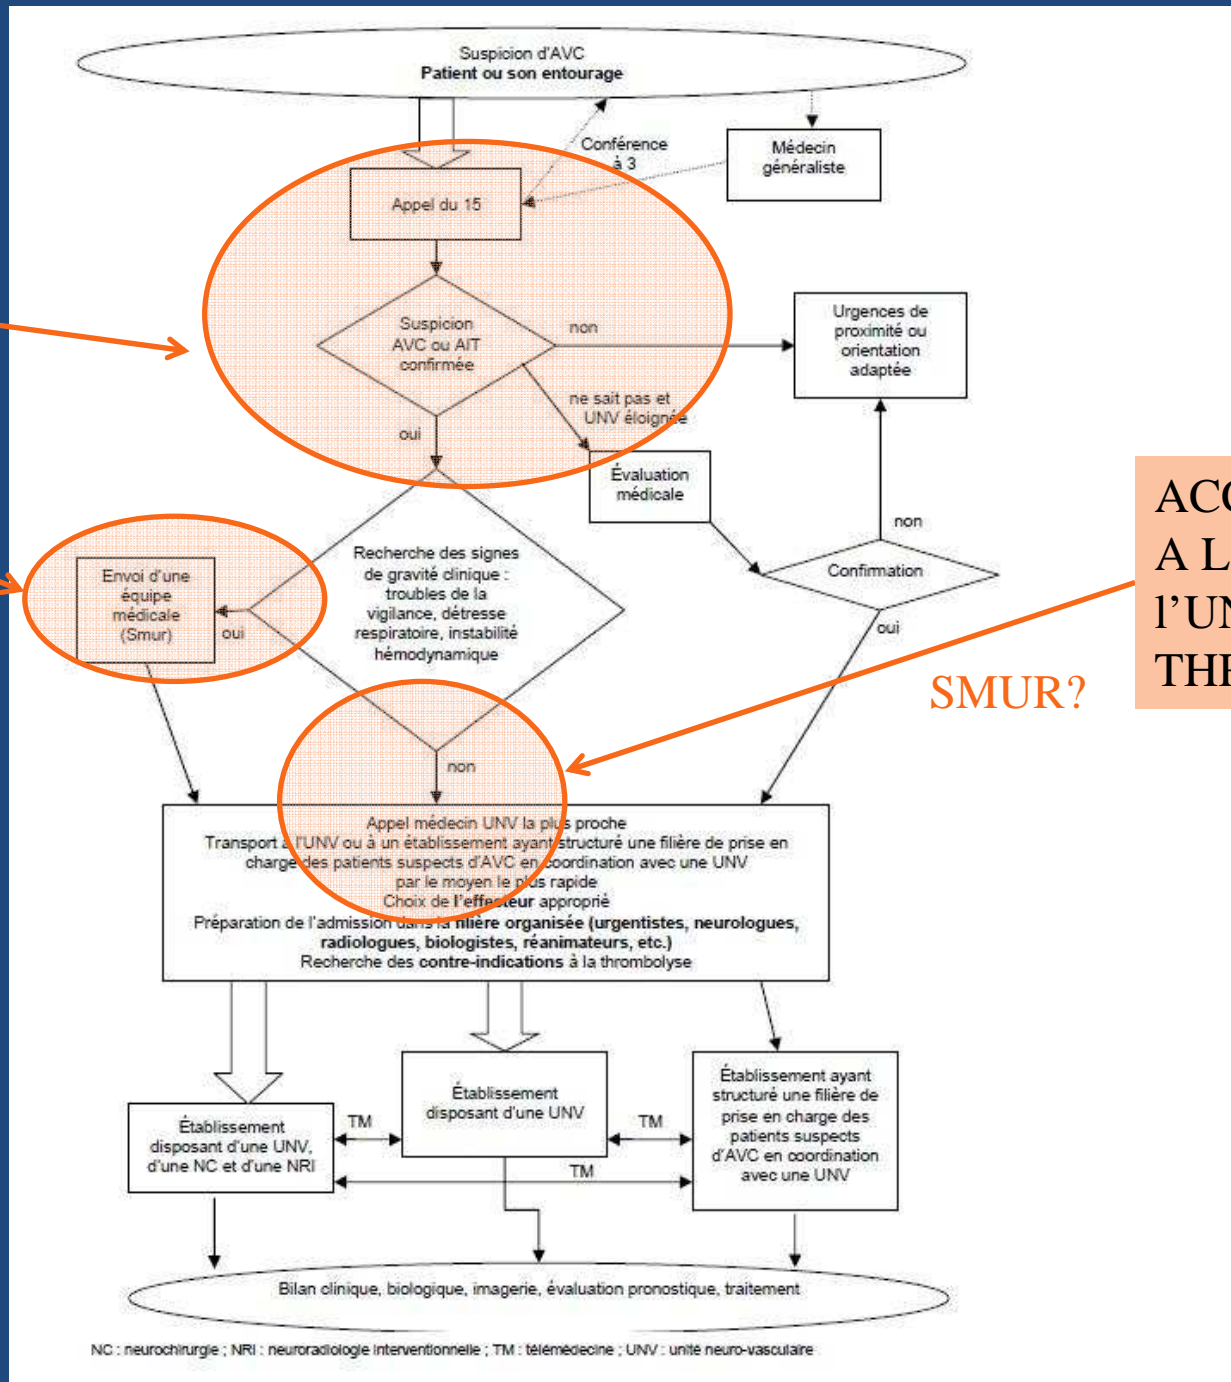 Suspicion d'AVC
Patient ou son entourage
Conférence
à 3
Médecin
généraliste
Appel du 15
Suspicion
AVC ou AIT
confirmée
non
Urgences de
proximité ou
orientation
adaptée
ne sait pas et
UNV éloignée
oui
Évaluation
médicale
non
Confirmation
oui
Recherche des signes
de gravité clinique :
troubles de la
vigilance, détresse
respiratoire, instabilité
hémodynamique
Envoi d'une
équipe
médicale
(Smur)
oui
non
SMUR?
A
Appel médecin UNV la plus proche
Transport à l'UNV ou à un établissement ayant structuré une filière de prise en
charge des patients suspects d'AVC en coordination avec une UNV
par le moyen le plus rapide
Choix de l'effecteur approprié
Préparation de l'admission dans la filière organisée (urgentistes, neurologues,
radiologues, biologistes, réanimateurs, etc.)
Recherche des contre-indications à la thrombolyse
Établissement
disposant d'une UNV,
d'une NC et d'une NRI
TM
Établissement
disposant d'une UNV
TM
TM
Établissement ayant
structuré une filière de
prise en charge des
patients suspects
d'AVC en coordination
avec une UNV
Bilan clinique, biologique, imagerie, évaluation pronostique, traitement
NC : neurochirurgie ; NRI : neuroradiologie interventionnelle ; TM : télémédecine ; UNV : unité neuro-vasculaire